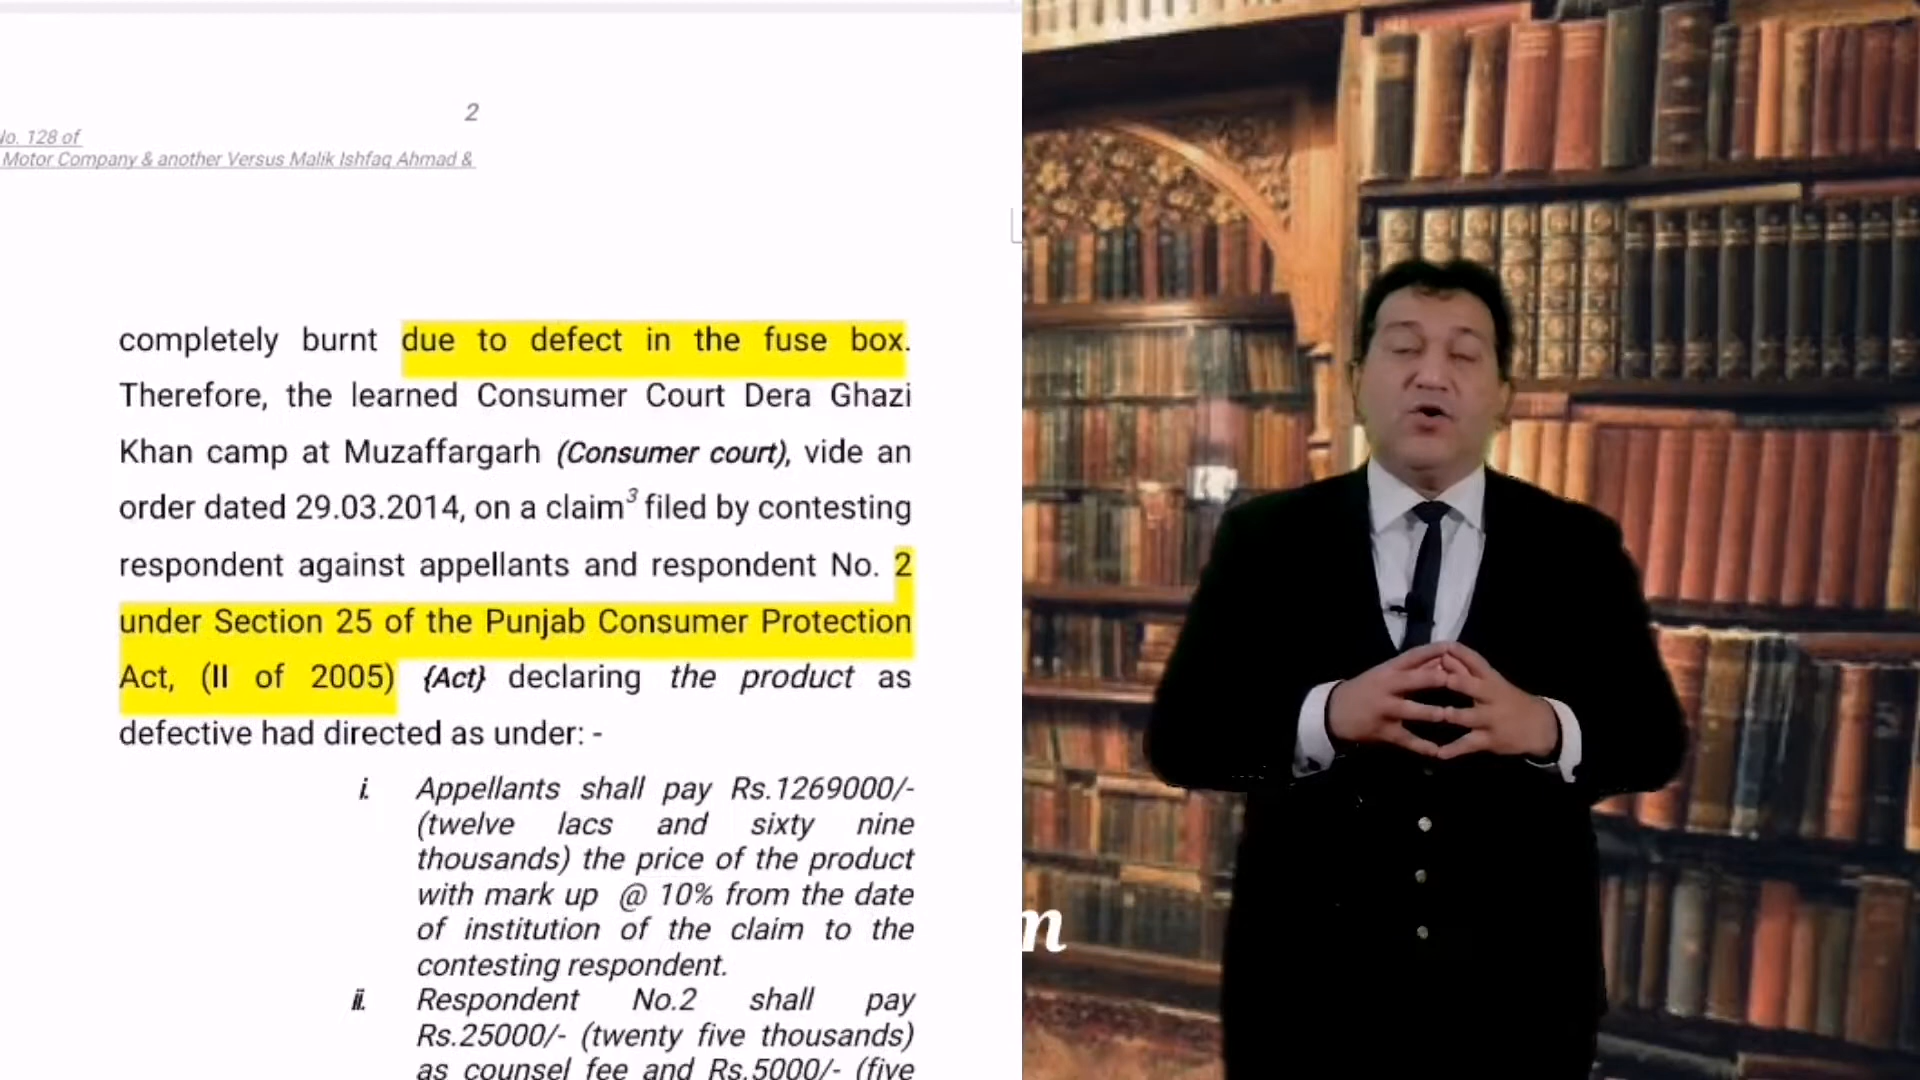 2
No. 128 of
Motor Company & another Versus Malik Ishfaq Ahmad &
completely burnt due to defect in the fuse box.
Therefore, the learned Consumer Court Dera Ghazi
Khan camp at Muzaffargarh (Consumer court), vide an
order dated 29.03.2014, on a claim3 filed by contesting
respondent against appellants and respondent No. 2
under Section 25 of the Punjab Consumer Protection
Act, (II of 2005) {Act} declaring the product as
defective had directed as under: -
i. Appellants shall pay Rs.1269000/-
(twelve lacs and sixty nine
thousands) the price of the product
with mark up @ 10% from the date
of institution of the claim to the
contesting respondent.
ii. Respondent No.2 shall pay
Rs.25000/- (twenty five thousands)
as counsel fee and Rs.5000/- (five
m